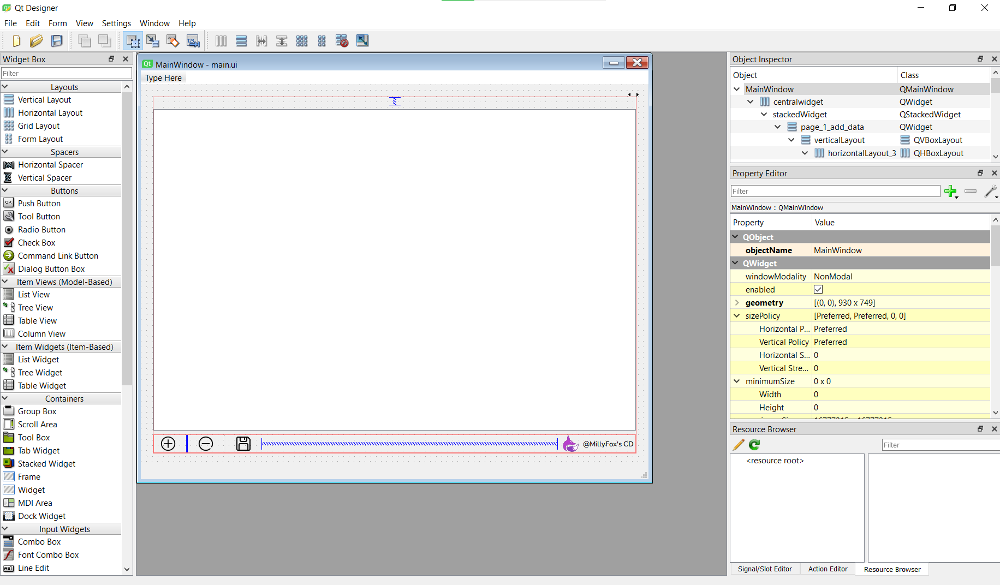 Qt Designer
File Edit Form View Settings Window Help
Widget Box
Filter
Layouts
Vertical Layout
Horizontal Layout
Grid Layout
Form Layout
Spacers
Horizontal Spacer
Vertical Spacer
Buttons
OK Push Button
Tool Button
Radio Button
Check Box
Command Link Button
Dialog Button Box
Item Views (Model-Based)
List View
Tree View
Table View
Column View
Item Widgets (Item-Based)
List Widget
Tree Widget
Table Widget
Containers
Group Box
Scroll Area
Tool Box
Tab Widget
Stacked Widget
Frame
Widget
MDI Area
Dock Widget
Input Widgets
Combo Box
Font Combo Box
Line Edit
Qt MainWindow - main.ui
Type Here
@MillyFox's CD
Object Inspector
Object Class
MainWindow QMainWindow
centralwidget QWidget
stackedWidget QStackedWidget
page_1_add_data QWidget
verticalLayout QVBoxLayout
horizontalLayout_3 QHBoxLayout
Property Editor
Filter
MainWindow : QMainWindow
Property Value
QObject
objectName MainWindow
QWidget
windowModality NonModal
enabled
geometry [(0, 0), 930 x 749]
sizePolicy [Preferred, Preferred, 0, 0]
Horizontal P... Preferred
Vertical Policy Preferred
Horizontal S... 0
Vertical Stre... 0
minimumSize 0 x 0
Width 0
Height 0
Resource Browser
Filter
<resource root>
Signal/Slot Editor Action Editor Resource Browser